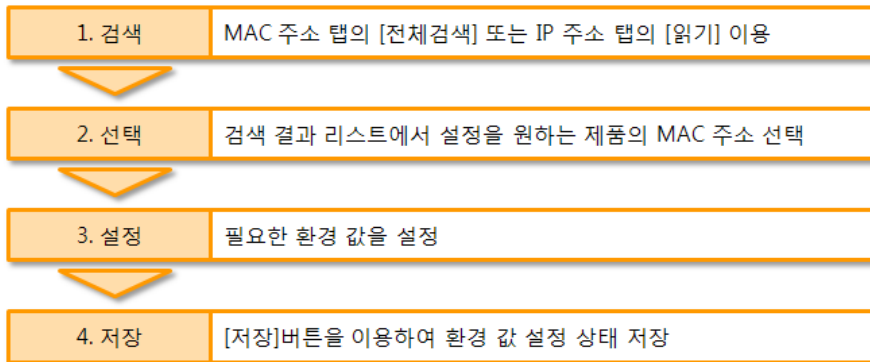 1. 검색 MAC 주소 탭의 [전체검색] 또는 IP 주소 탭의 [읽기] 이용
2. 선택 검색 결과 리스트에서 설정을 원하는 제품의 MAC 주소 선택
3. 설정 필요한 환경 값을 설정
4. 저장 [저장]버튼을 이용하여 환경 값 설정 상태 저장